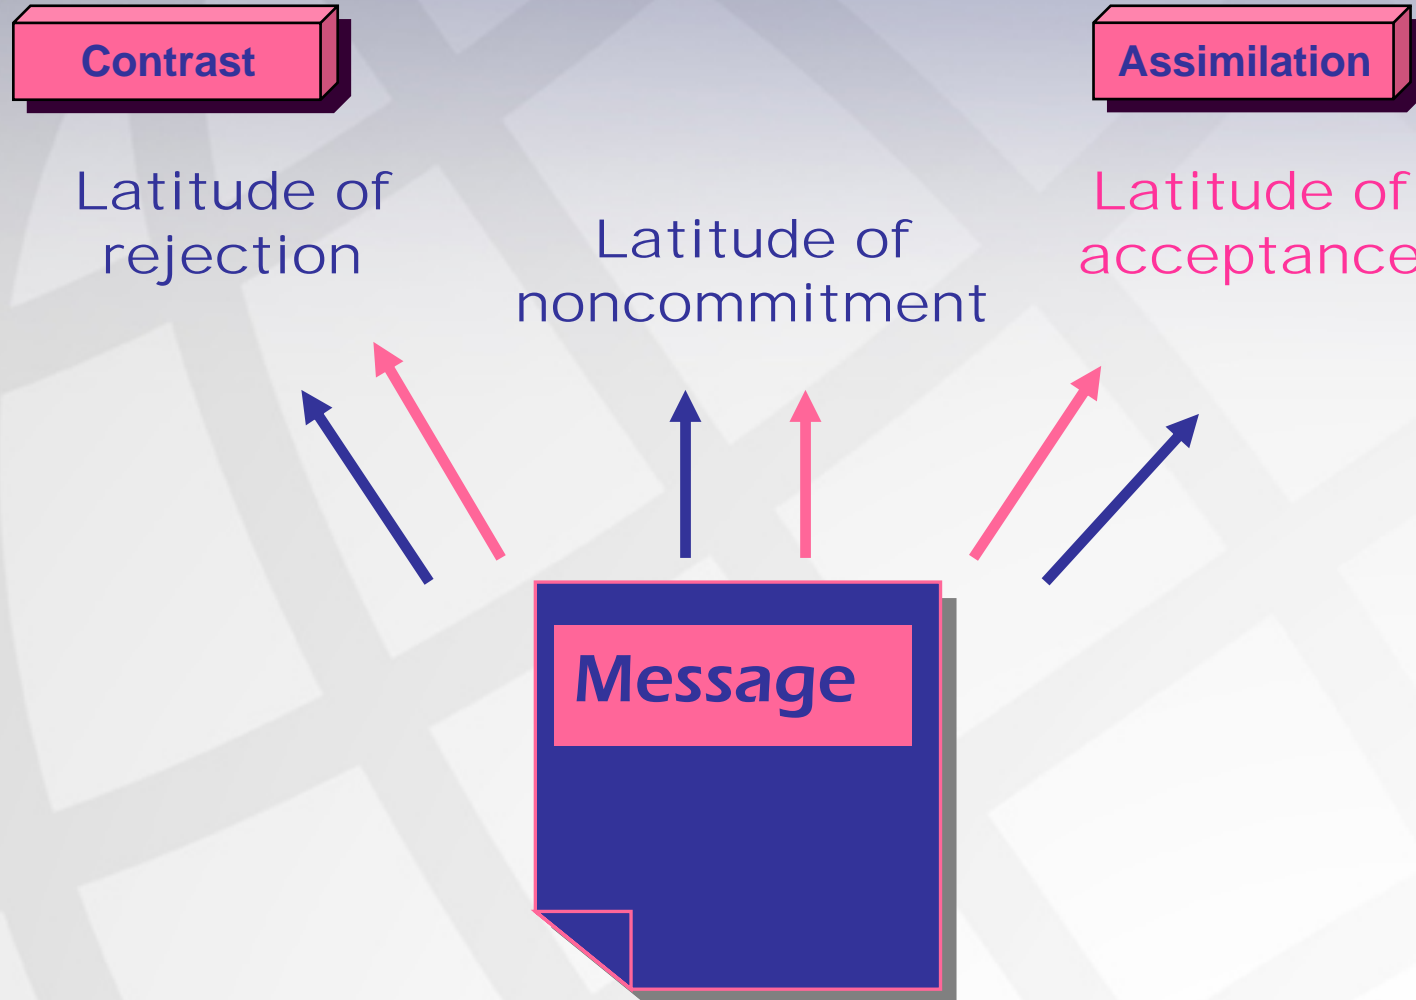 Contrast
Assimilation
Latitude of
rejection
Latitude of
noncommitment
Latitude of
acceptance
Message